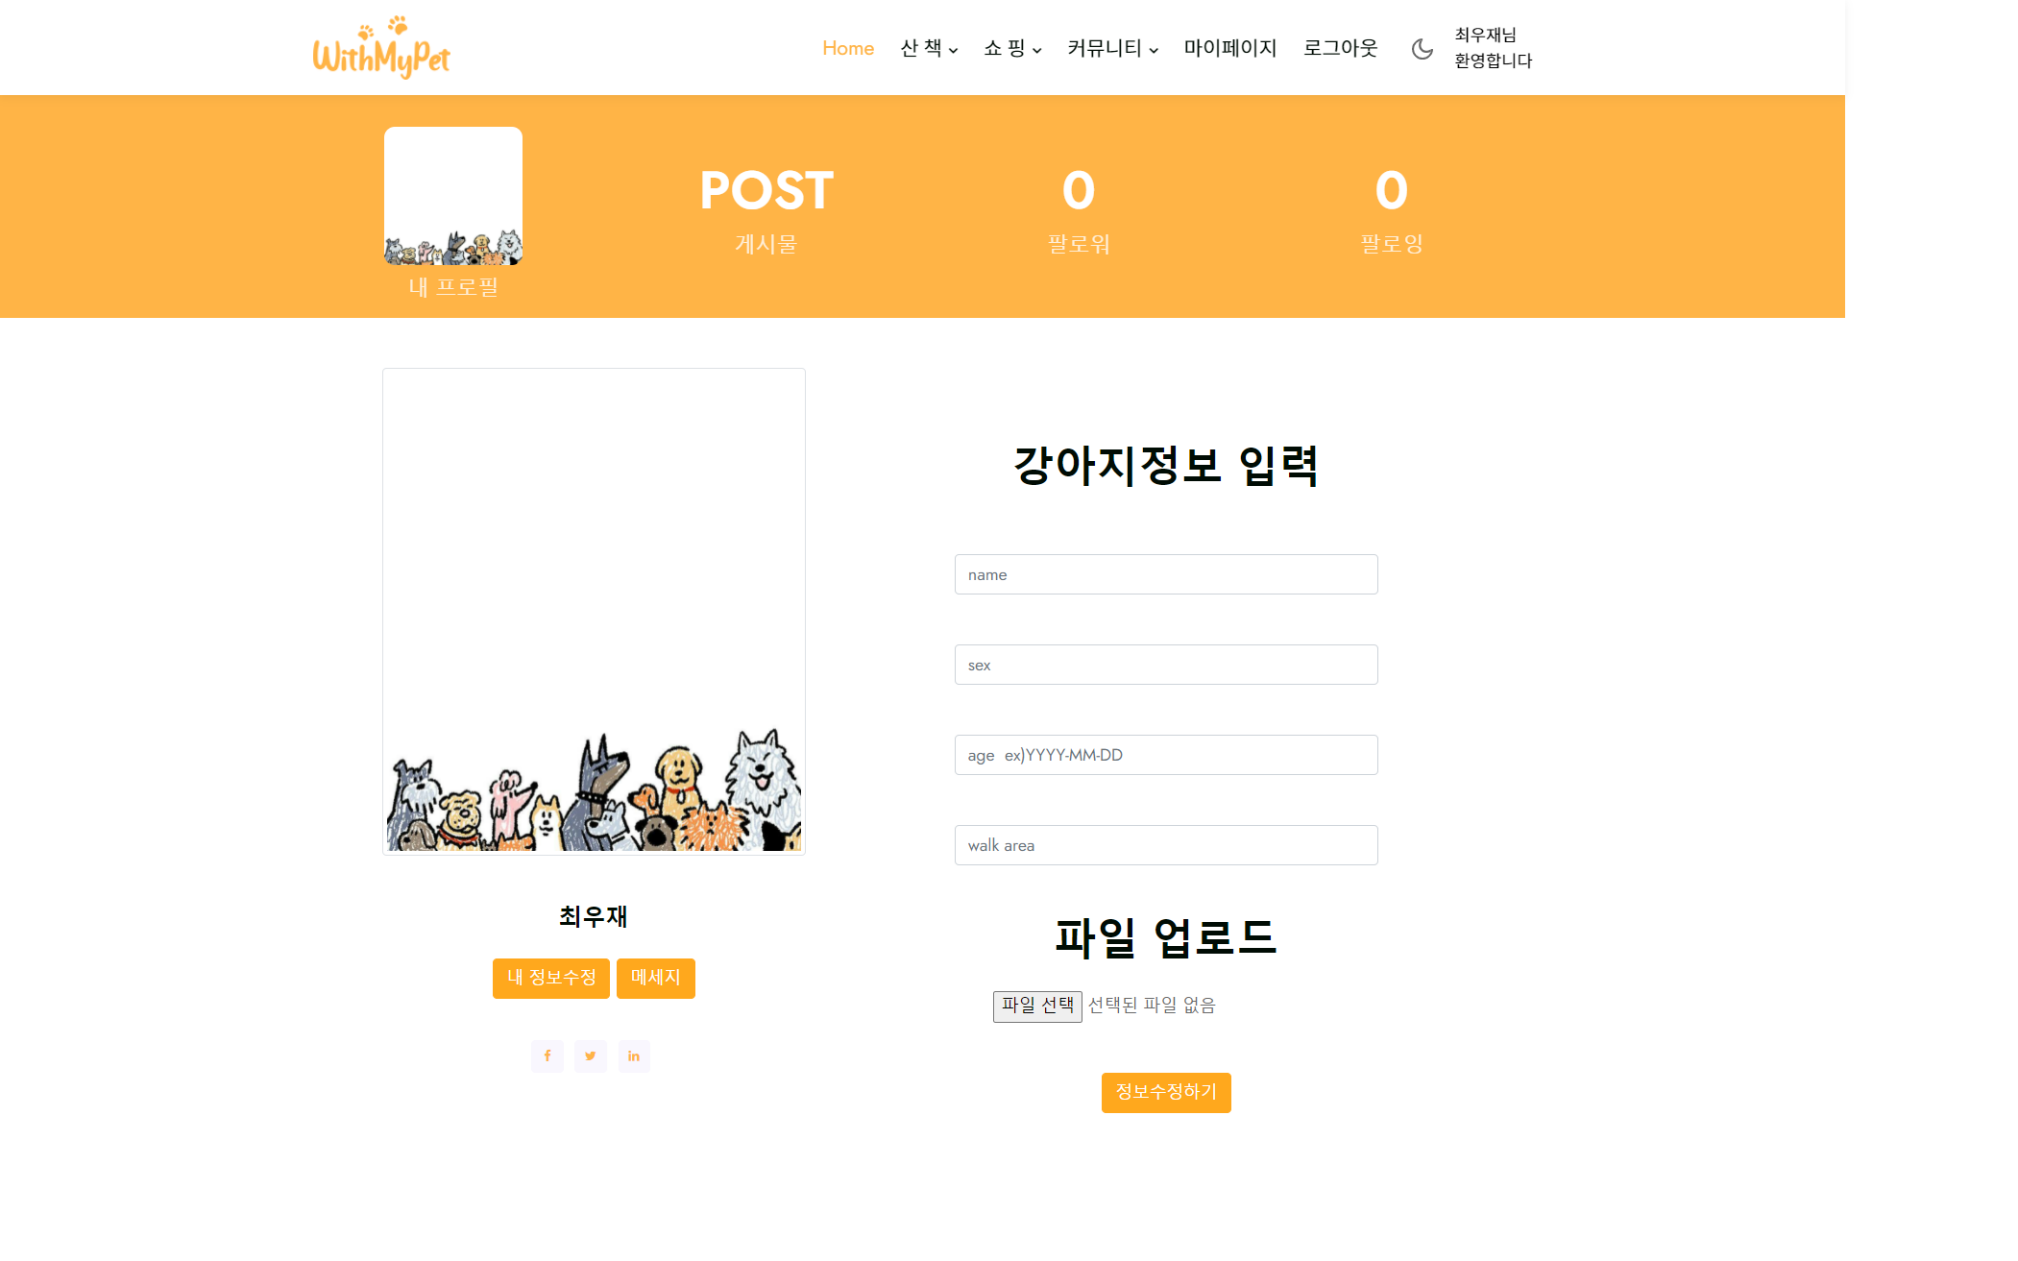 WithMyPet
Home 산 책 쇼 핑 커뮤니티 마이페이지 로그아웃
최우재님
환영합니다
POST 0 0
게시물 팔로워 팔로잉
내 프로필
강아지정보 입력
name
sex
age ex)YYYY-MM-DD
walk area
최우재
내 정보수정 메세지
파일 업로드
파일 선택 선택된 파일 없음
정보수정하기